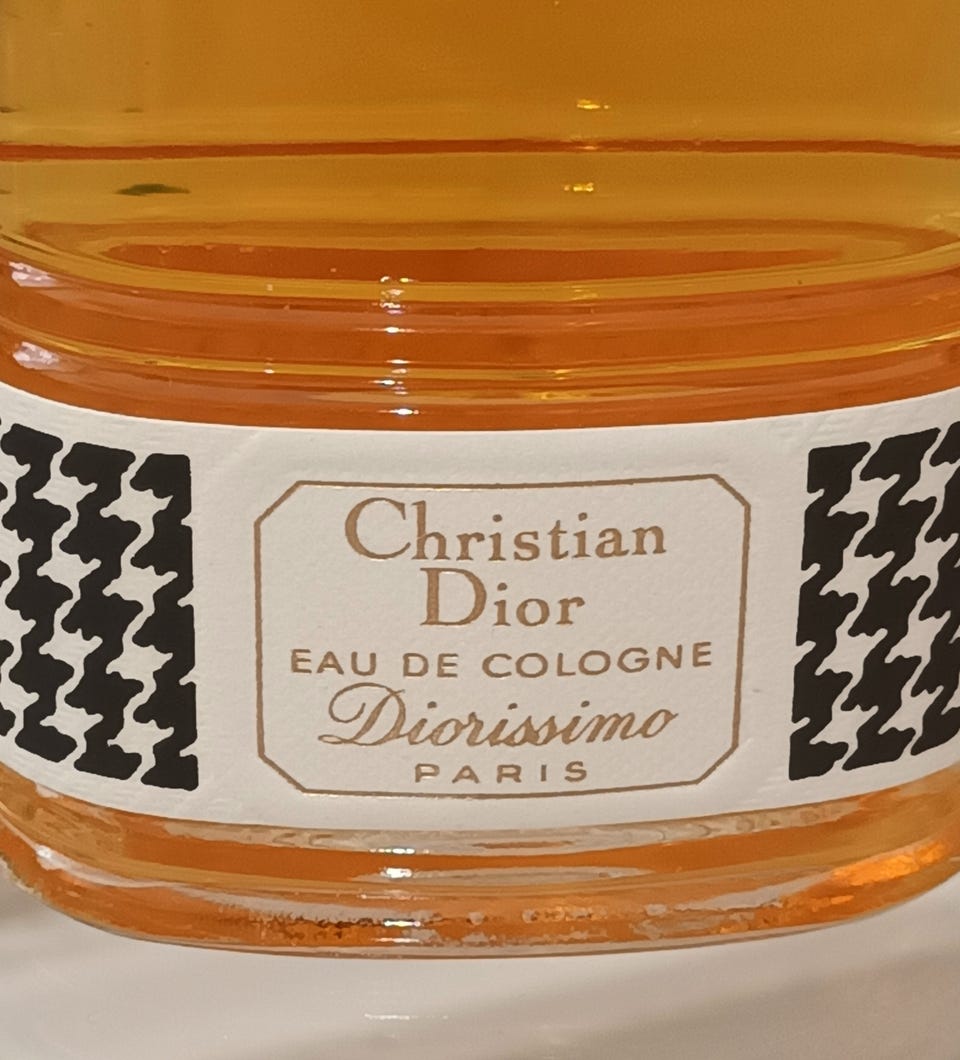 Christian
Dior
EAU DE COLOGNE
Diorissimo
PARIS